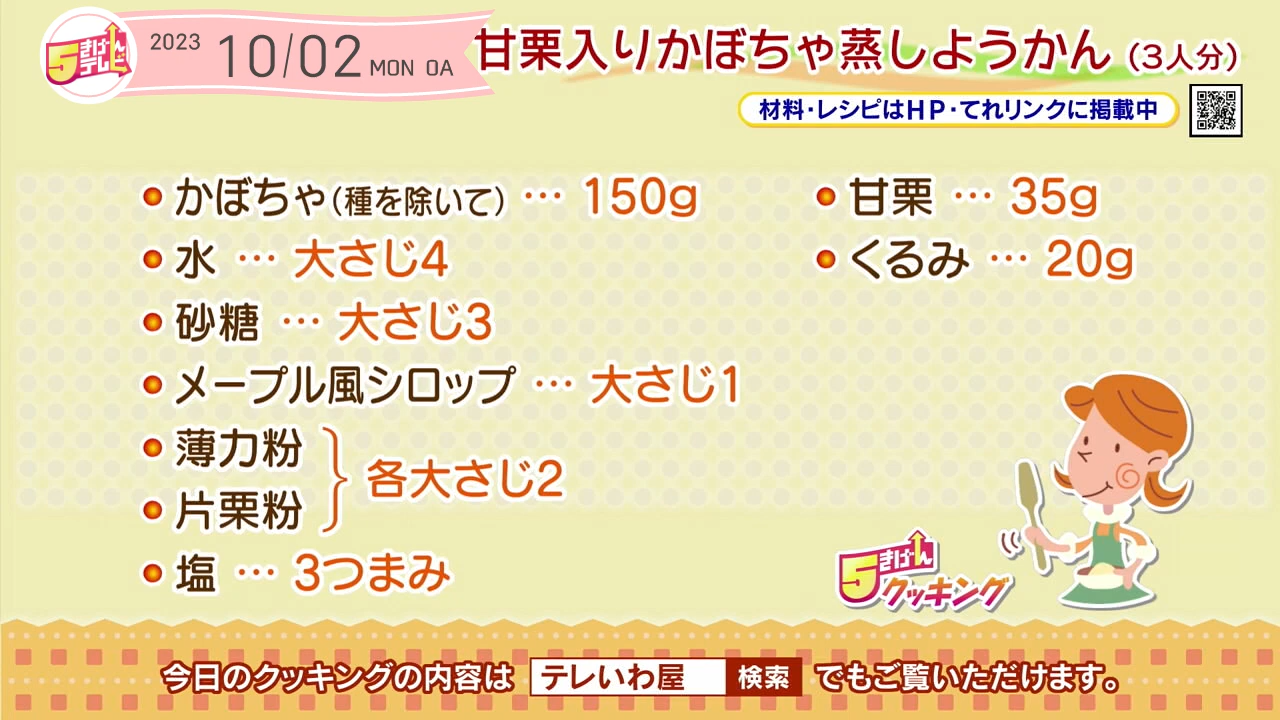 5きげんテレビ
2023 10/02 MON OA
甘栗入りかぼちゃ蒸しようかん（3人分）
材料・レシピはHP・てれリンクに掲載中
かぼちゃ（種を除いて）… 150g
水 … 大さじ4
砂糖 … 大さじ3
メープル風シロップ … 大さじ1
薄力粉
片栗粉
各大さじ2
塩 … 3つまみ
甘栗 … 35g
くるみ … 20g
5きげんクッキング
今日のクッキングの内容は テレいわ屋 検索 でもご覧いただけます。